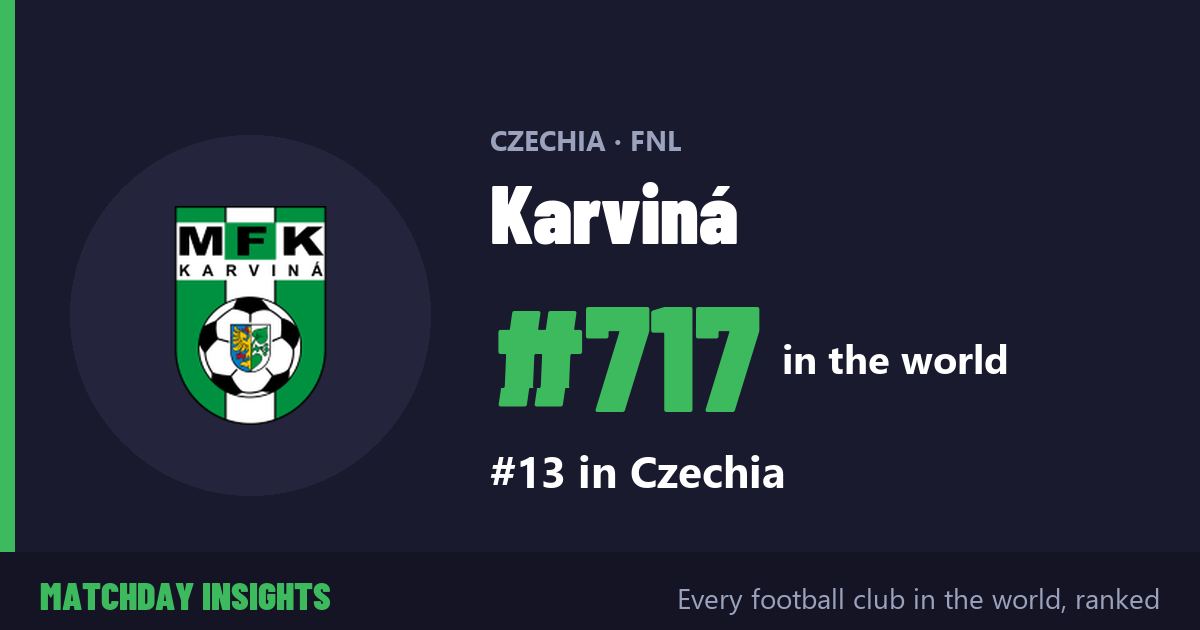 CZECHIA · FNL
Karviná
MFK
KARVINÁ
#717 in the world
#13 in Czechia
MATCHDAY INSIGHTS
Every football club in the world, ranked